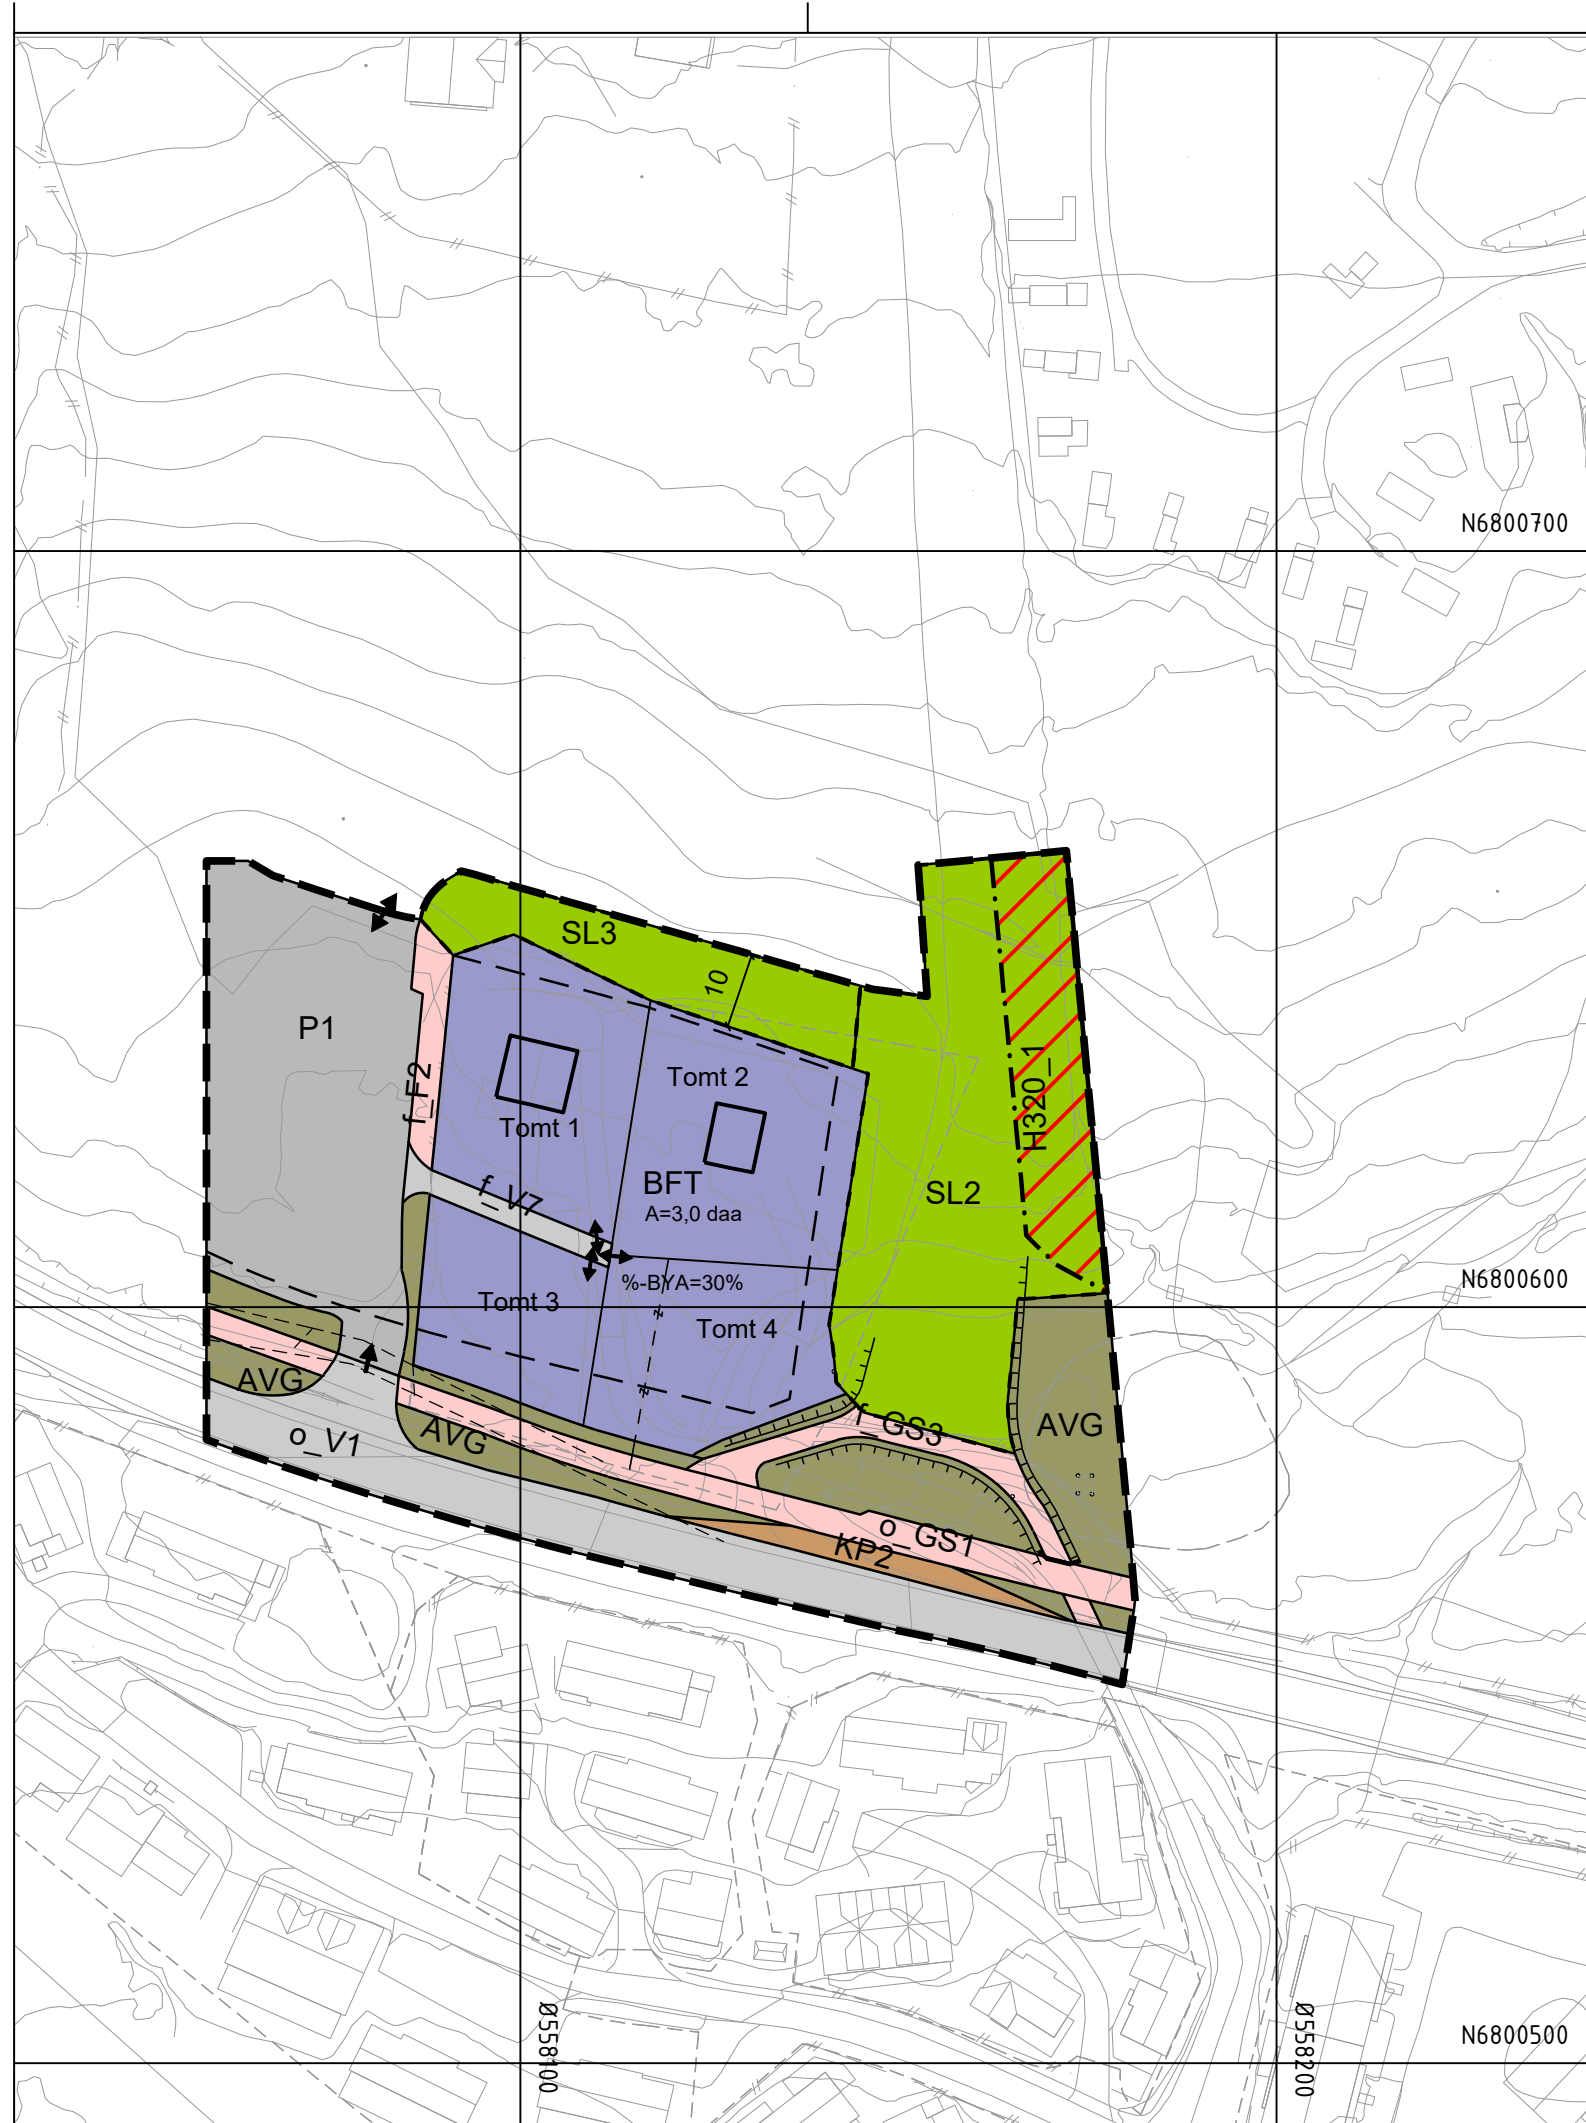 N6800700
SL3
10
P1
f_F2
Tomt 2
H320_1
Tomt 1
BFT
f_V7
SL2
A=3,0 daa
N6800600
%-BYA=30%
Tomt 3
Tomt 4
AVG
f_GS3
AVG
AVG
o_V1
o_GS1
KP2
Ø558100
Ø558200
N6800500